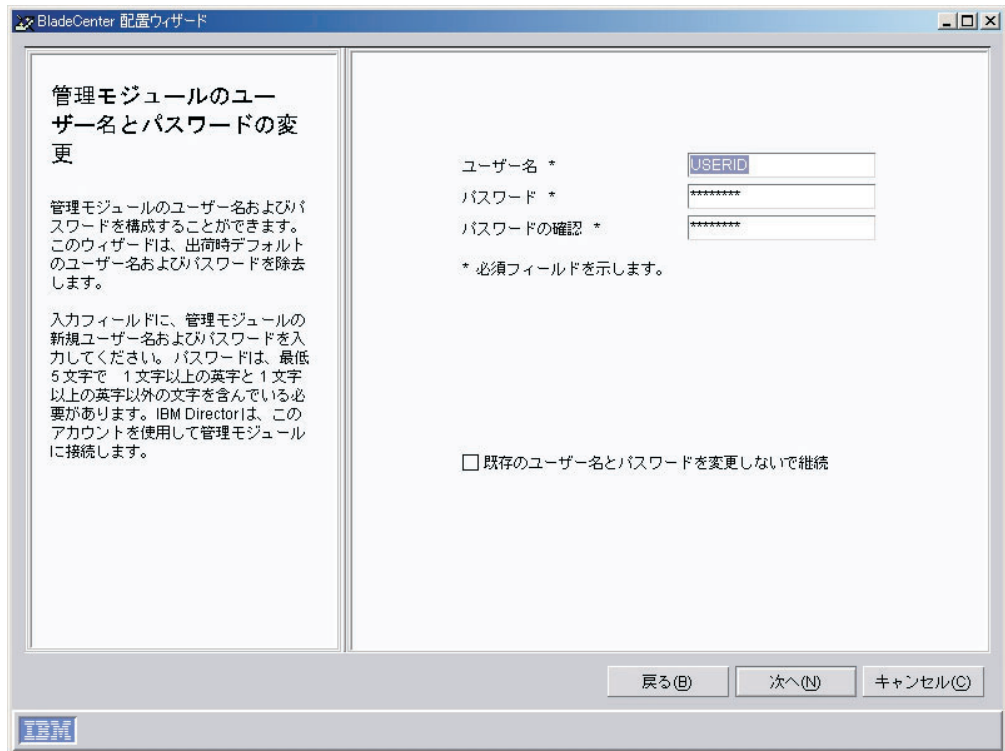 BladeCenter 配置ウィザード
管理モジュールのユー
ザー名とパスワードの変
更
管理モジュールのユーザー名およびパ
スワードを構成することができます。
このウィザードは、出荷時デフォルト
のユーザー名およびパスワードを除去
します。
入力フィールドに、管理モジュールの
新規ユーザー名およびパスワードを入
力してください。パスワードは、最低
5文字で 1文字以上の英字と1文字
以上の英字以外の文字を含んでいる必
要があります。IBM Directorは、この
アカウントを使用して管理モジュール
に接続します。
ユーザー名 * USERID
パスワード * ********
パスワードの確認 * ********
* 必須フィールドを示します。
既存のユーザー名とパスワードを変更しないで継続
戻る(B) 次へ(N) キャンセル(C)
IBM